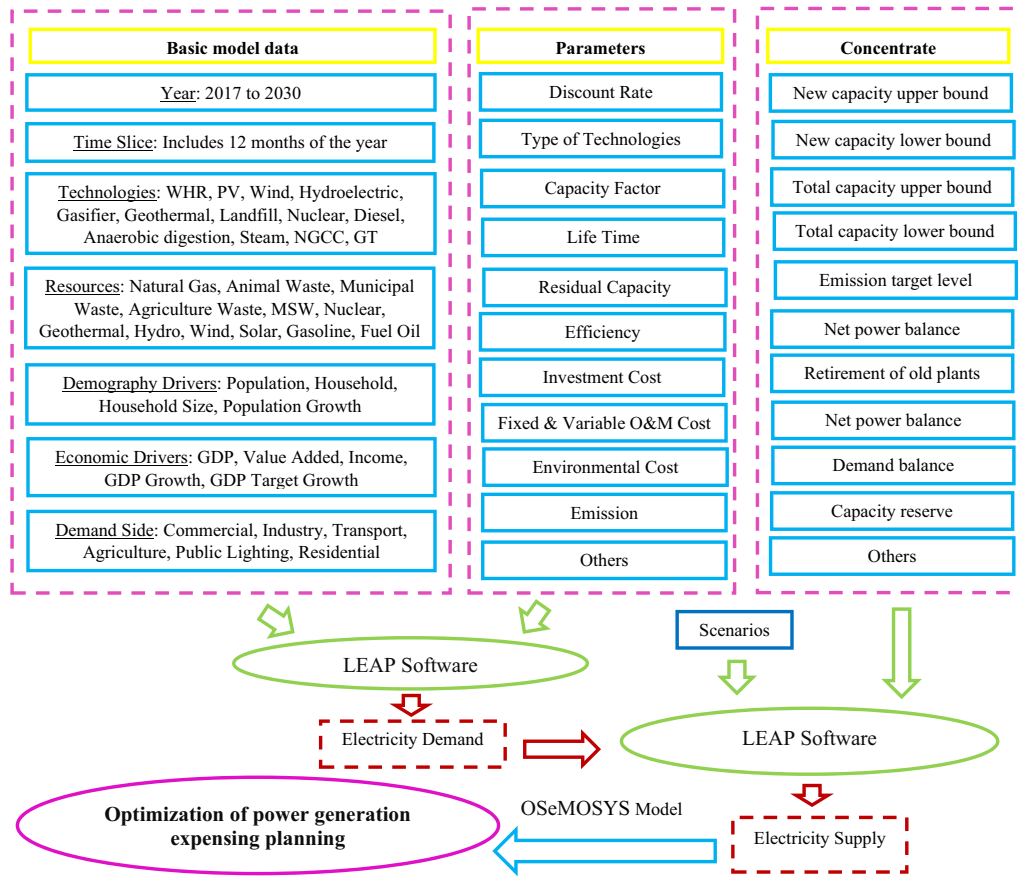 Basic model data
Year: 2017 to 2030
Time Slice: Includes 12 months of the year
Technologies: WHR, PV, Wind, Hydroelectric,
Gasifier, Geothermal, Landfill, Nuclear, Diesel,
Anaerobic digestion, Steam, NGCC, GT
Resources: Natural Gas, Animal Waste, Municipal
Waste, Agriculture Waste, MSW, Nuclear,
Geothermal, Hydro, Wind, Solar, Gasoline, Fuel Oil
Demography Drivers: Population, Household,
Household Size, Population Growth
Economic Drivers: GDP, Value Added, Income,
GDP Growth, GDP Target Growth
Demand Side: Commercial, Industry, Transport,
Agriculture, Public Lighting, Residential
Parameters
Discount Rate
Type of Technologies
Capacity Factor
Life Time
Residual Capacity
Efficiency
Investment Cost
Fixed & Variable O&M Cost
Environmental Cost
Emission
Others
Concentrate
New capacity upper bound
New capacity lower bound
Total capacity upper bound
Total capacity lower bound
Emission target level
Net power balance
Retirement of old plants
Net power balance
Demand balance
Capacity reserve
Others
LEAP Software
Scenarios
Electricity Demand
LEAP Software
Optimization of power generation
expensing planning
OSeMOSYS Model
Electricity Supply